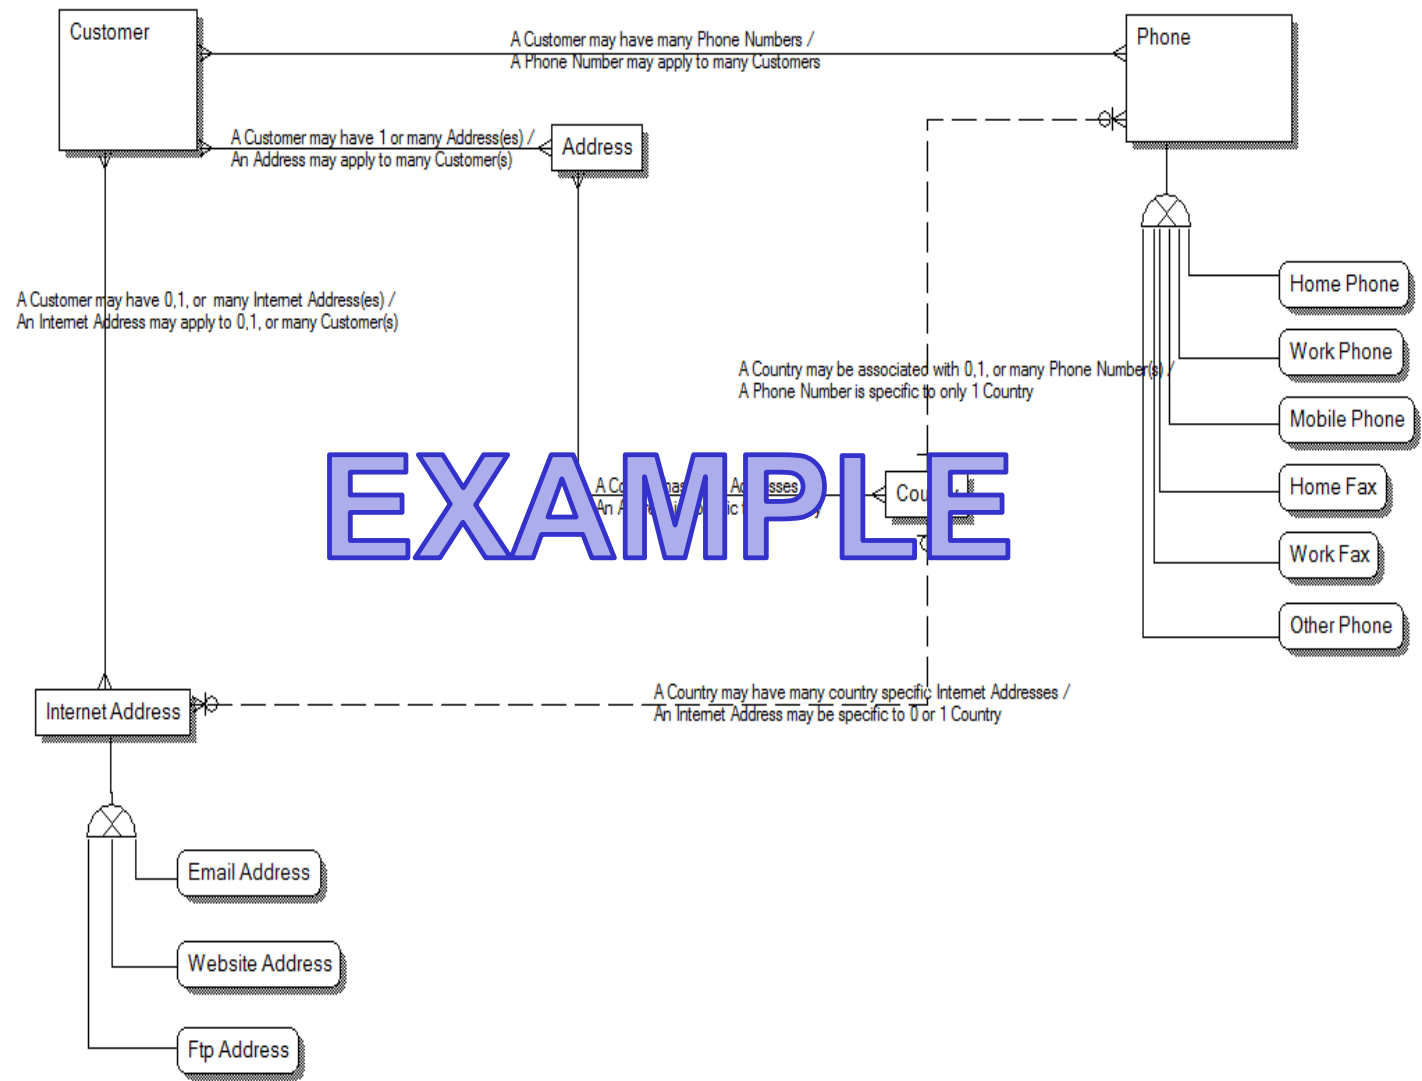 Customer
Phone
A Customer may have many Phone Numbers /
A Phone Number may apply to many Customers
A Customer may have 1 or many Address(es) /
An Address may apply to many Customer(s)
Address
Home Phone
A Customer may have 0,1, or many Internet Address(es) /
An Internet Address may apply to 0,1, or many Customer(s)
Work Phone
A Country may be associated with 0,1, or many Phone Number(s) /
A Phone Number is specific to only 1 Country
Mobile Phone
EXAMPLE
Home Fax
Work Fax
Other Phone
A Country may have many country specific Internet Addresses /
An Internet Address may be specific to 0 or 1 Country
Internet Address
Email Address
Website Address
Ftp Address